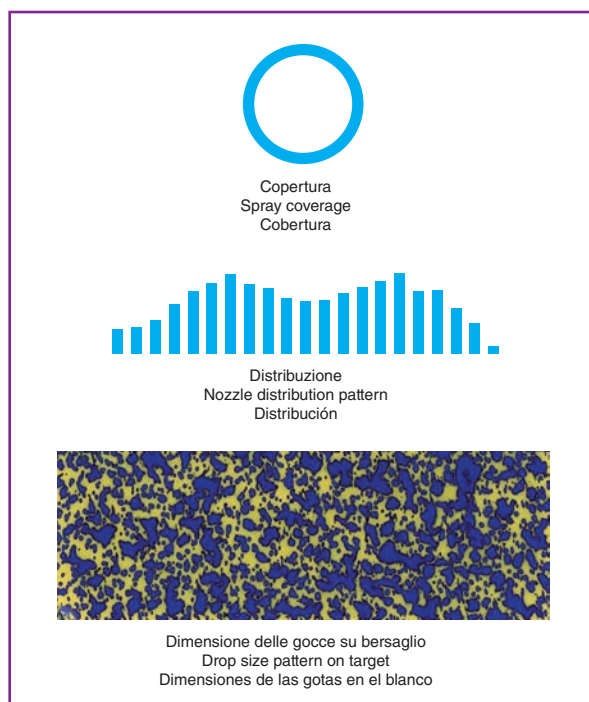 Copertura
Spray coverage
Cobertura
Distribuzione
Nozzle distribution pattern
Distribución
Dimensione delle gocce su bersaglio
Drop size pattern on target
Dimensiones de las gotas en el blanco